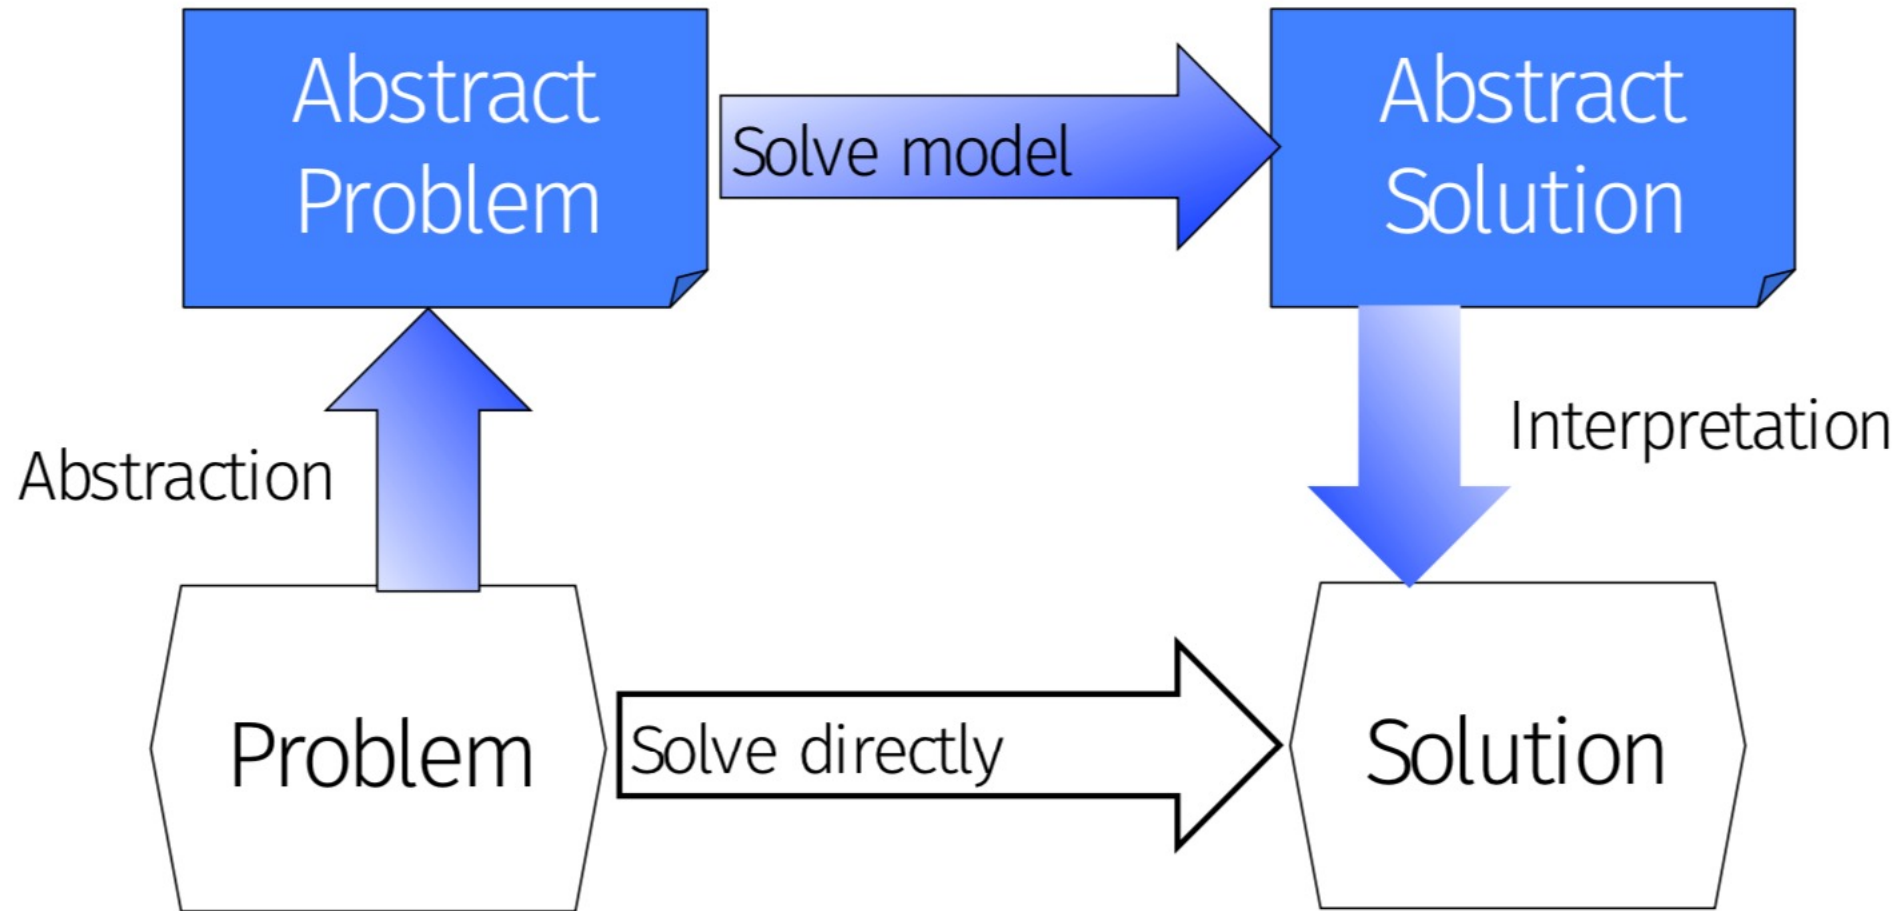 Abstract
Problem
Solve model
Abstract
Solution
Abstraction
Interpretation
Problem
Solve directly
Solution